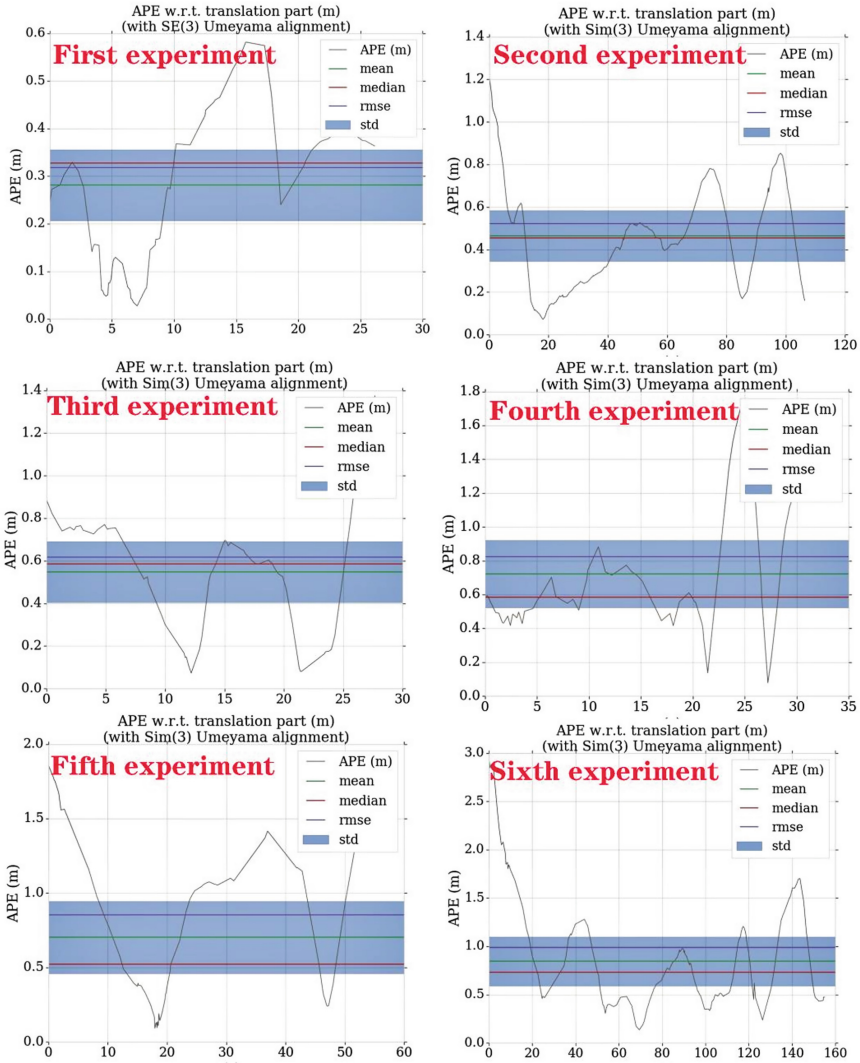 APE w.r.t. translation part (m)
(with SE(3) Umeyama alignment)
First experiment
APE (m)
mean
median
rmse
std
APE (m)
0.6
0.5
0.4
0.3
0.2
0.1
0.0
0 5 10 15 20 25 30
APE w.r.t. translation part (m)
(with Sim(3) Umeyama alignment)
Second experiment
APE (m)
mean
median
rmse
std
APE (m)
1.4
1.2
1.0
0.8
0.6
0.4
0.2
0.0
0 20 40 60 80 100 120
APE w.r.t. translation part (m)
(with Sim(3) Umeyama alignment)
Third experiment
APE (m)
mean
median
rmse
std
APE (m)
1.4
1.2
1.0
0.8
0.6
0.4
0.2
0.0
0 5 10 15 20 25 30
APE w.r.t. translation part (m)
(with Sim(3) Umeyama alignment)
Fourth experiment
APE (m)
mean
median
rmse
std
APE (m)
1.8
1.6
1.4
1.2
1.0
0.8
0.6
0.4
0.2
0.0
0 5 10 15 20 25 30 35
APE w.r.t. translation part (m)
(with Sim(3) Umeyama alignment)
Fifth experiment
APE (m)
mean
median
rmse
std
APE (m)
2.0
1.5
1.0
0.5
0.0
0 10 20 30 40 50 60
APE w.r.t. translation part (m)
(with Sim(3) Umeyama alignment)
Sixth experiment
APE (m)
mean
median
rmse
std
APE (m)
3.0
2.5
2.0
1.5
1.0
0.5
0.0
0 20 40 60 80 100 120 140 160